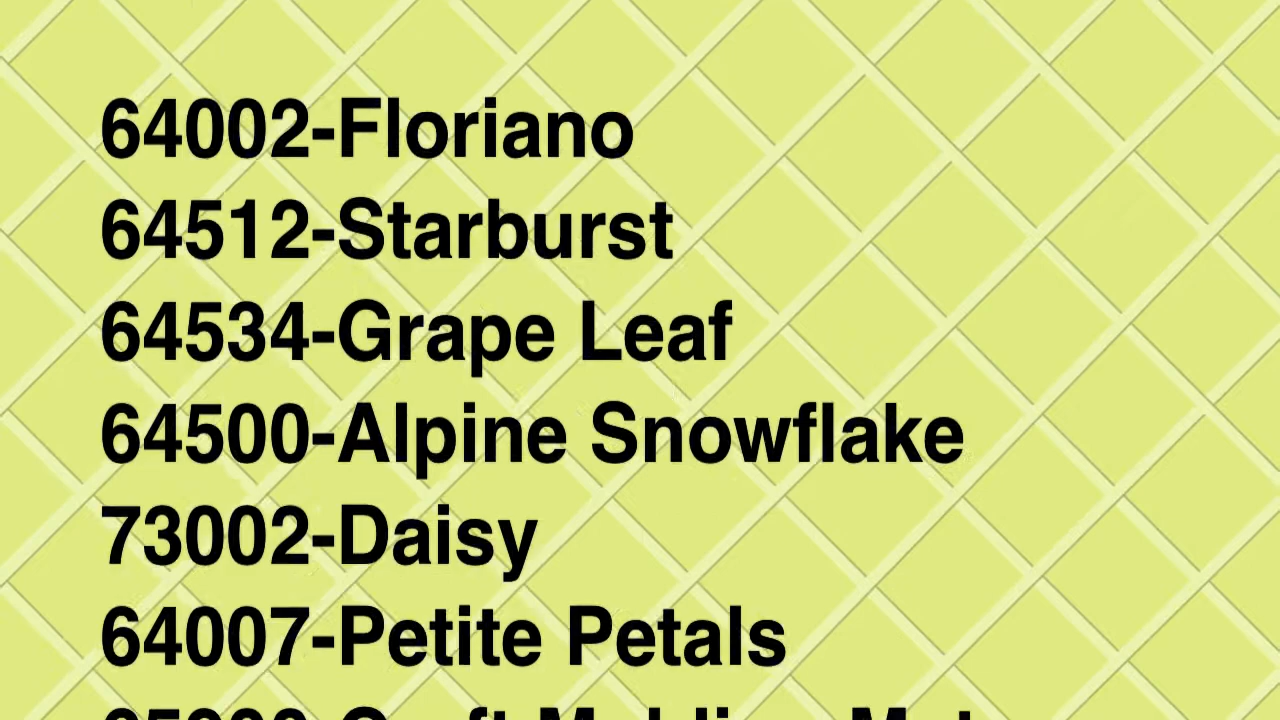 64002-Floriano
64512-Starburst
64534-Grape Leaf
64500-Alpine Snowflake
73002-Daisy
64007-Petite Petals